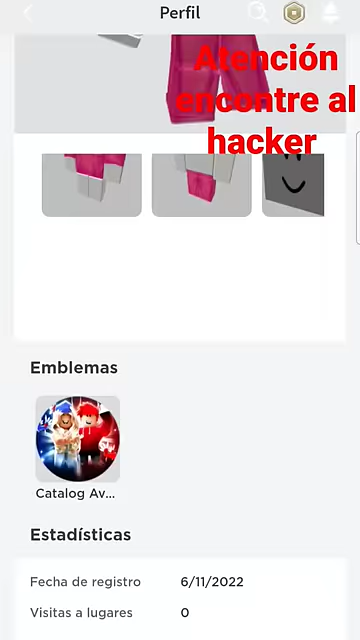 Perfil
Atención
encontre al
hacker
Emblemas
Catalog Av...
Estadísticas
Fecha de registro 6/11/2022
Visitas a lugares 0